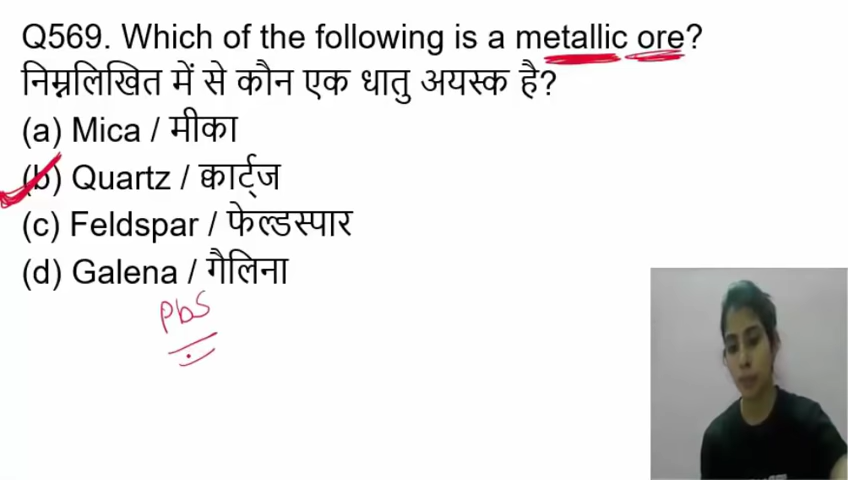 Q569. Which of the following is a metallic ore?
निम्नलिखित में से कौन एक धातु अयस्क है?
(a) Mica / मीका
(b) Quartz / क्वार्ट्ज
(c) Feldspar / फेल्डस्पार
(d) Galena / गैलिना
PbS